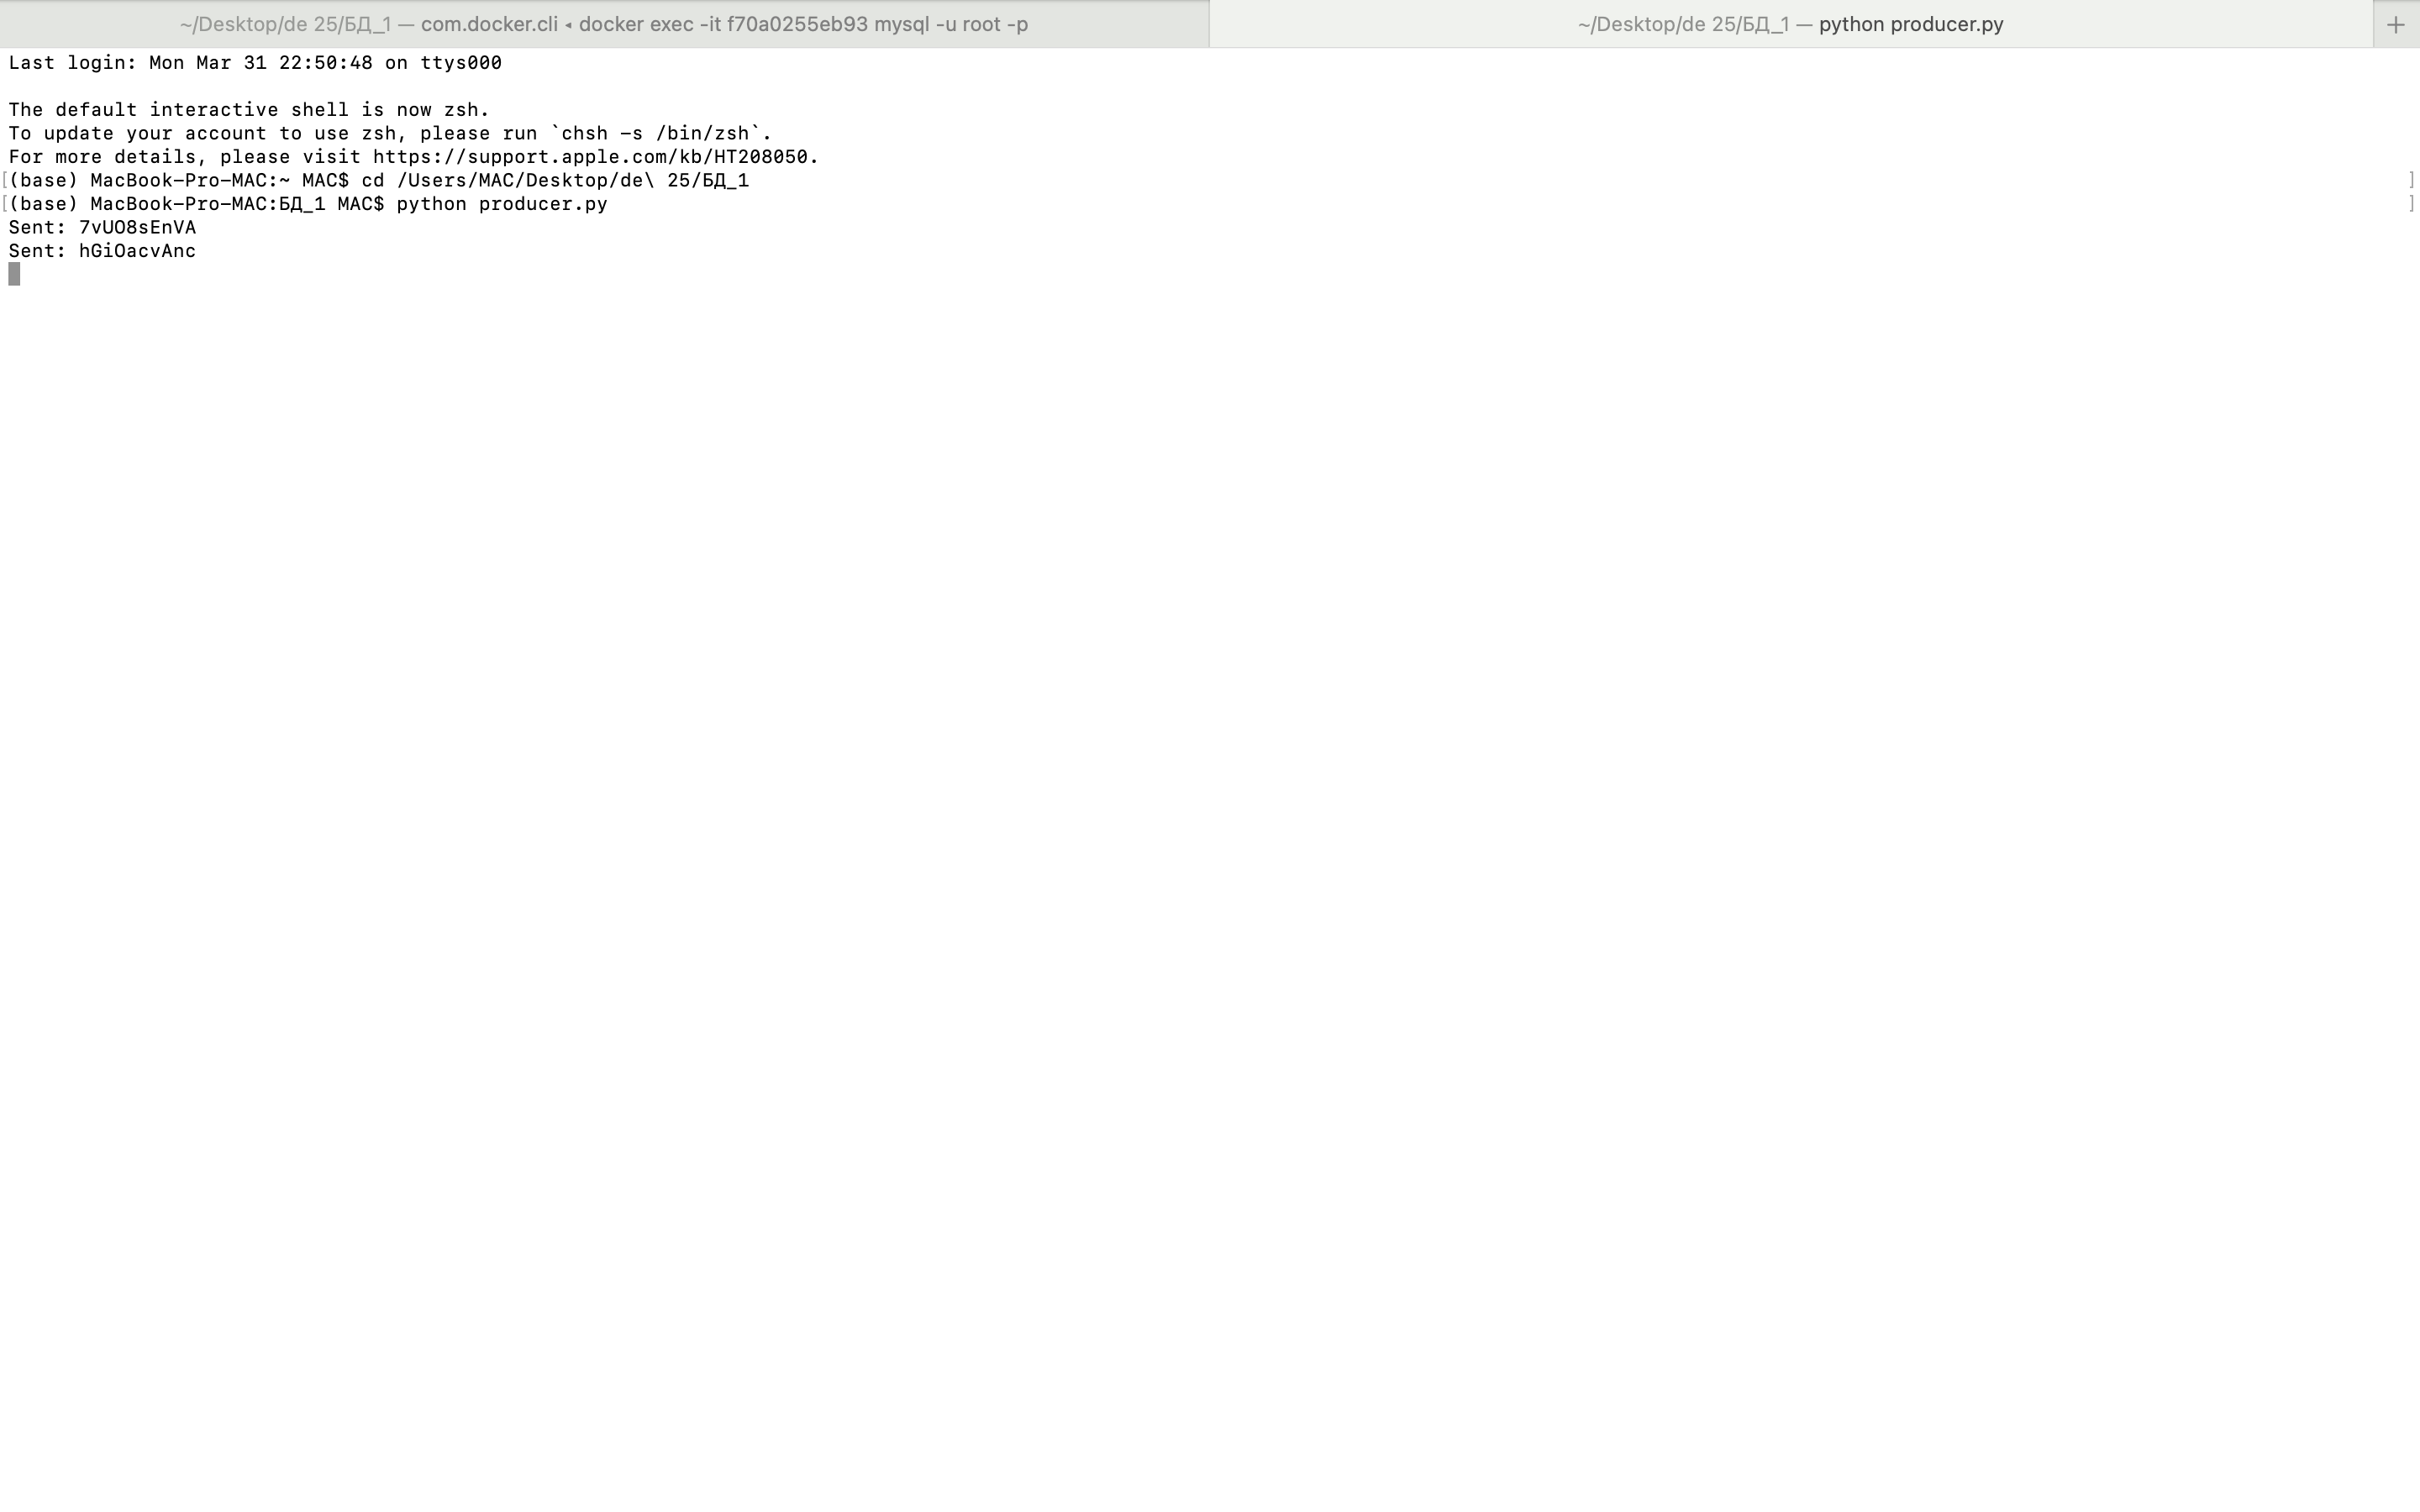 ~/Desktop/de 25/БД_1 — com.docker.cli ◂ docker exec -it f70a0255eb93 mysql -u root -p
~/Desktop/de 25/БД_1 — python producer.py
Last login: Mon Mar 31 22:50:48 on ttys000
The default interactive shell is now zsh.
To update your account to use zsh, please run `chsh -s /bin/zsh`.
For more details, please visit https://support.apple.com/kb/HT208050.
[(base) MacBook-Pro-MAC:~ MAC$ cd /Users/MAC/Desktop/de\ 25/БД_1 ]
[(base) MacBook-Pro-MAC:БД_1 MAC$ python producer.py ]
Sent: 7vUO8sEnVA
Sent: hGiOacvAnc